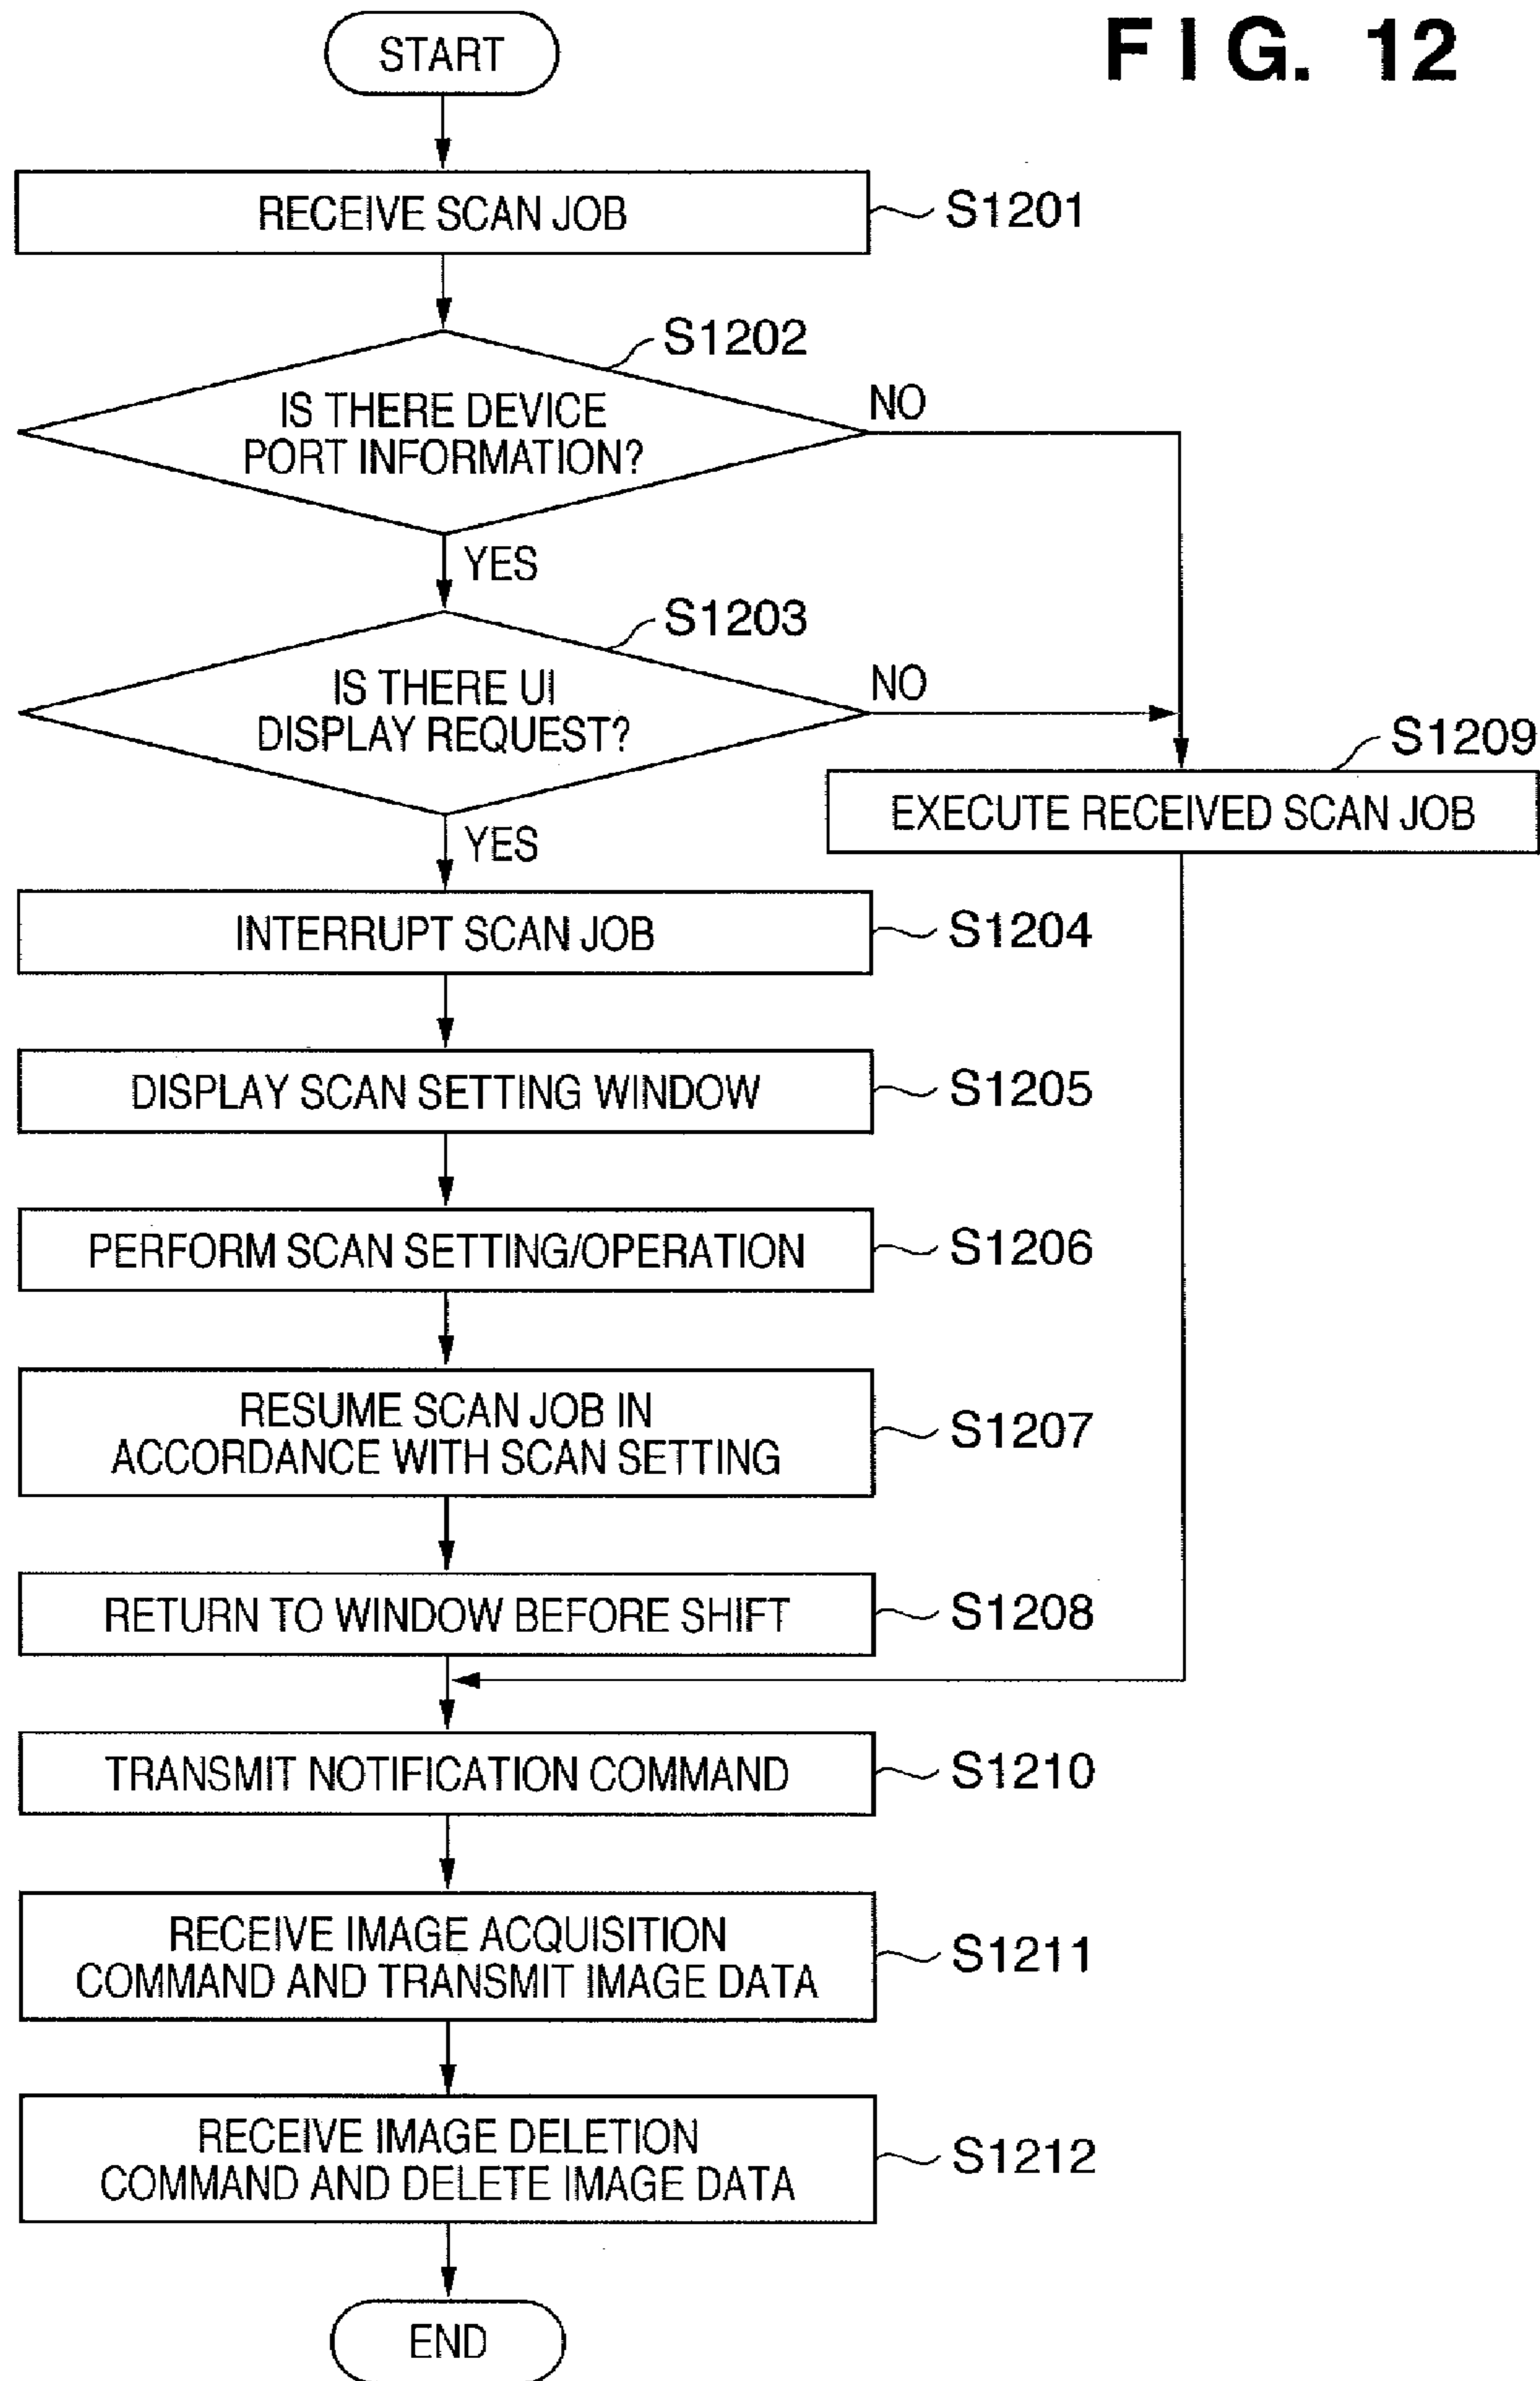 FIG. 12
START
RECEIVE SCAN JOB
S1201
S1202
IS THERE DEVICE
PORT INFORMATION?
NO
YES
S1203
IS THERE UI
DISPLAY REQUEST?
NO
YES
S1209
EXECUTE RECEIVED SCAN JOB
INTERRUPT SCAN JOB
S1204
DISPLAY SCAN SETTING WINDOW
S1205
PERFORM SCAN SETTING/OPERATION
S1206
RESUME SCAN JOB IN
ACCORDANCE WITH SCAN SETTING
S1207
RETURN TO WINDOW BEFORE SHIFT
S1208
TRANSMIT NOTIFICATION COMMAND
S1210
RECEIVE IMAGE ACQUISITION
COMMAND AND TRANSMIT IMAGE DATA
S1211
RECEIVE IMAGE DELETION
COMMAND AND DELETE IMAGE DATA
S1212
END